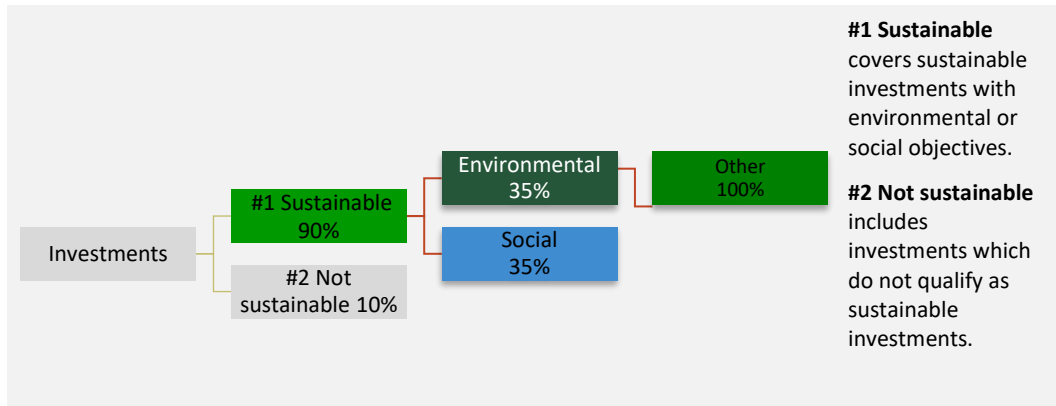 Investments
#1 Sustainable
90%
#2 Not
sustainable 10%
Environmental
35%
Social
35%
Other
100%
#1 Sustainable
covers sustainable
investments with
environmental or
social objectives.
#2 Not sustainable
includes
investments which
do not qualify as
sustainable
investments.